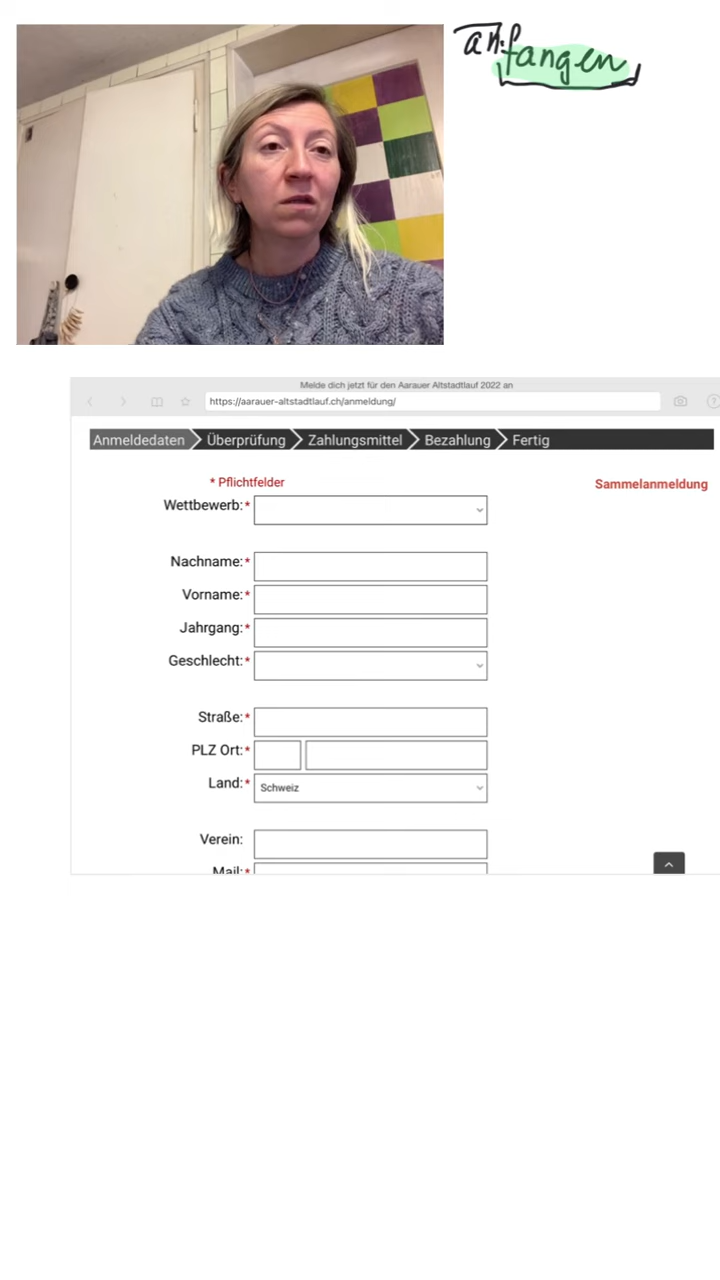 an.fangen
Melde dich jetzt für den Aarauer Altstadtlauf 2022 an
https://aarauer-altstadtlauf.ch/anmeldung/
Anmeldedaten Überprüfung Zahlungsmittel Bezahlung Fertig
* Pflichtfelder
Sammelanmeldung
Wettbewerb:*
Nachname:*
Vorname:*
Jahrgang:*
Geschlecht:*
Straße:*
PLZ Ort:*
Land:* Schweiz
Verein:
Mail:*